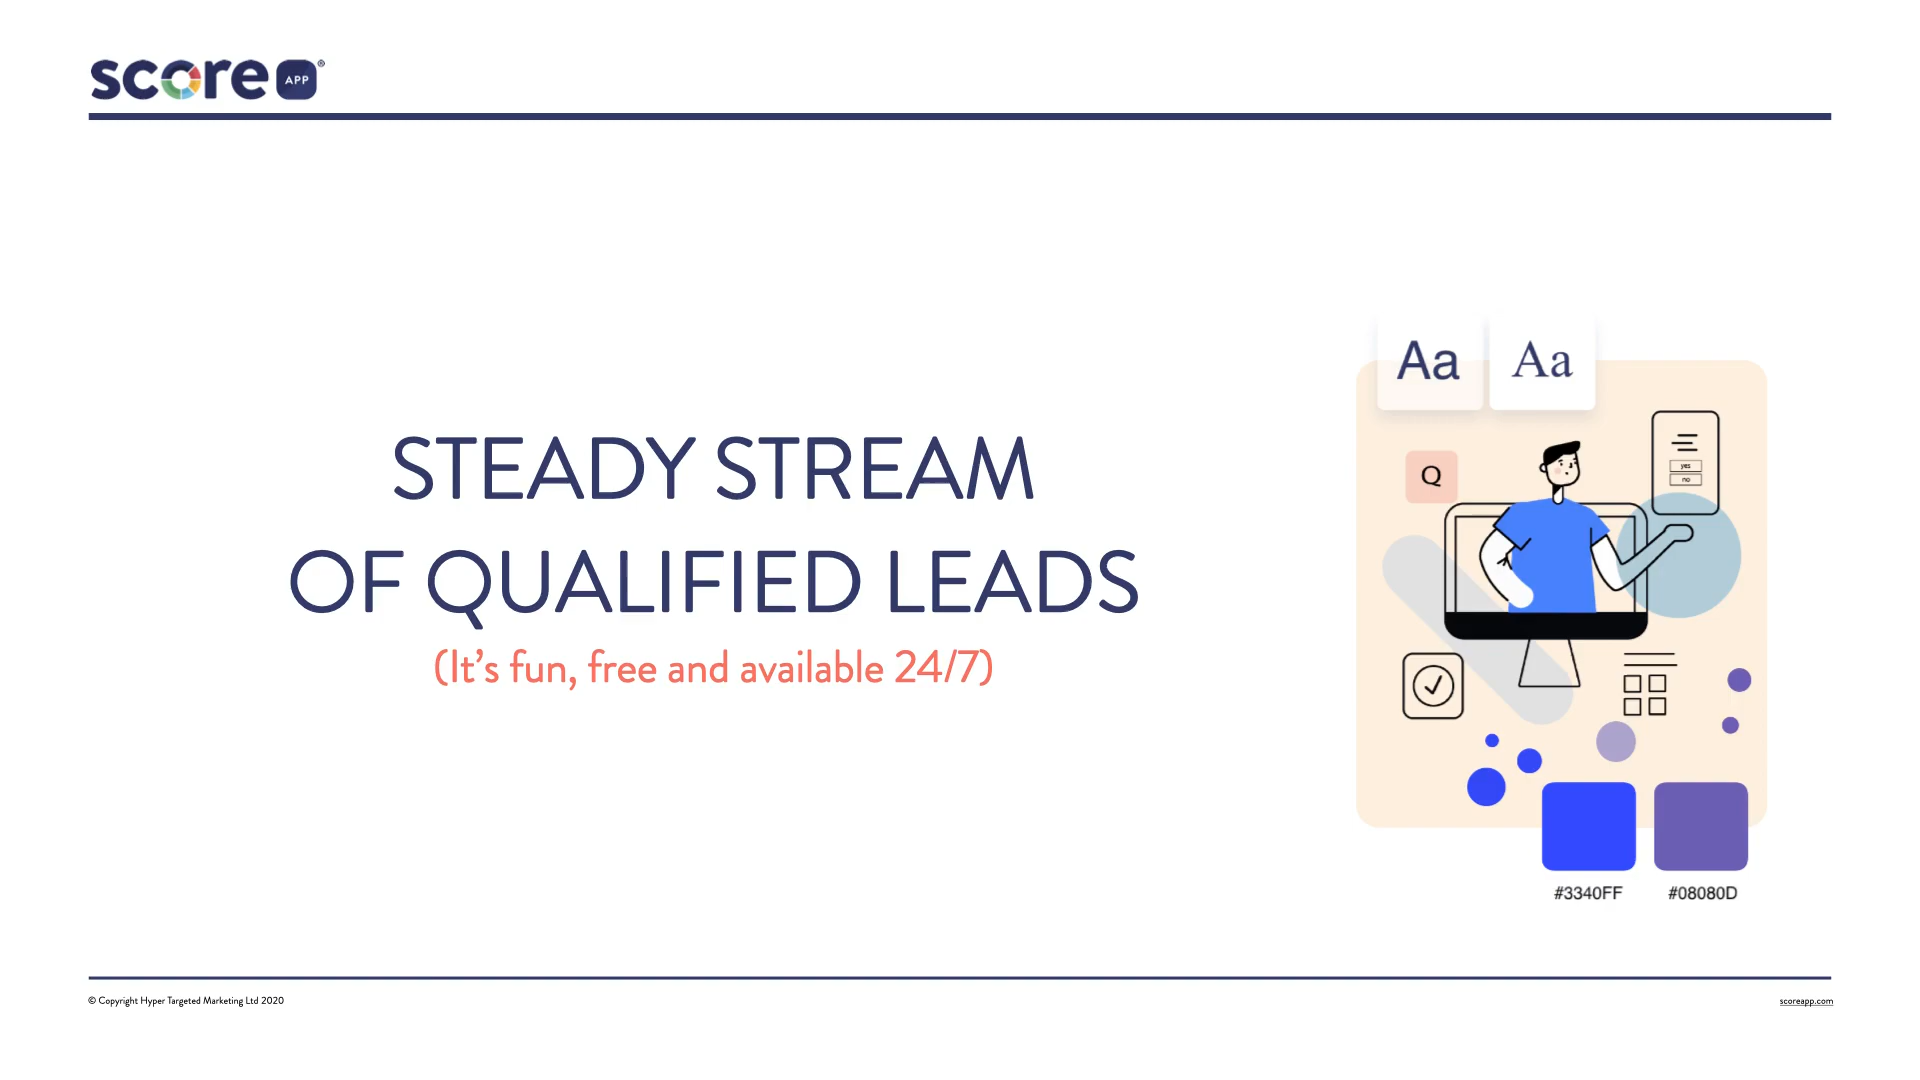 score APP ®
STEADY STREAM
OF QUALIFIED LEADS
(It’s fun, free and available 24/7)
Aa Aa
Q
yes
no
#3340FF #08080D
© Copyright Hyper Targeted Marketing Ltd 2020
scoreapp.com